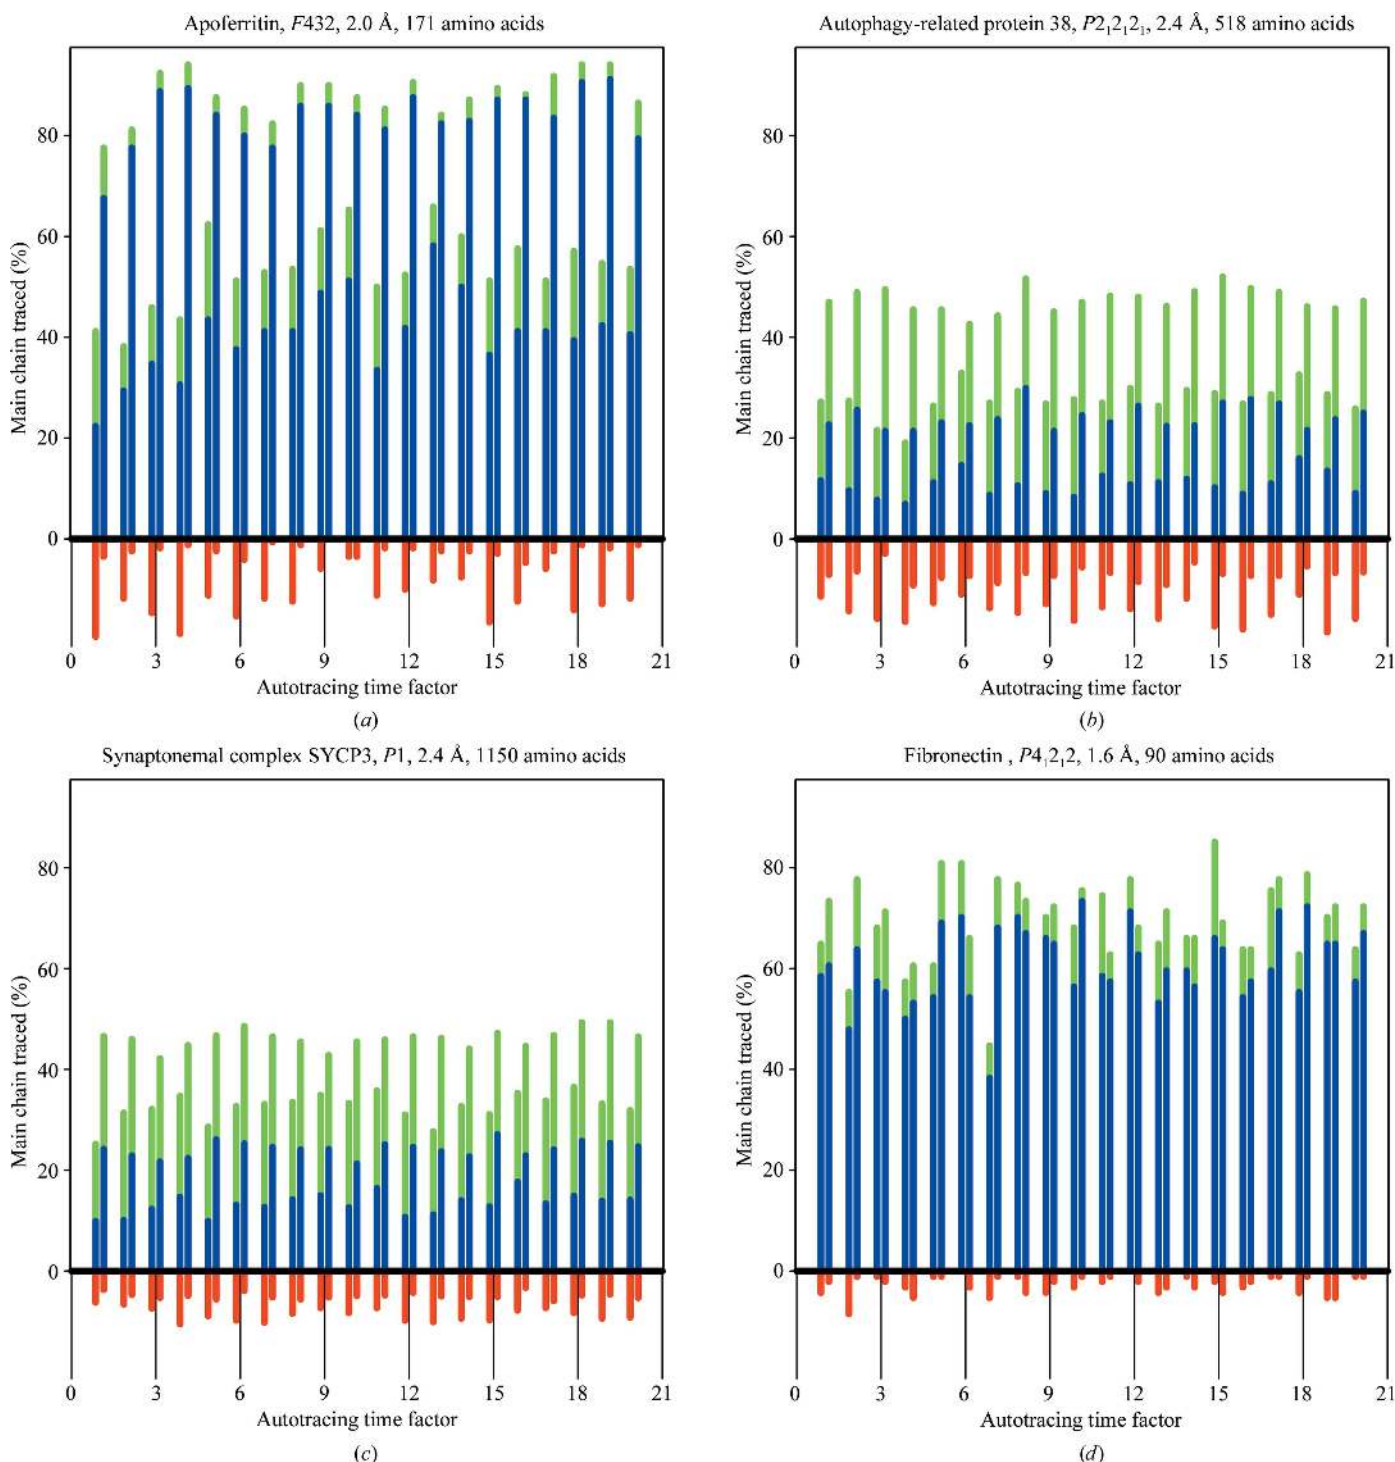 Apoferritin, F432, 2.0 Å, 171 amino acids
Main chain traced (%)
80
60
40
20
0
0 3 6 9 12 15 18 21
Autotracing time factor
(a)
Autophagy-related protein 38, P2₁2₁2₁, 2.4 Å, 518 amino acids
Main chain traced (%)
80
60
40
20
0
0 3 6 9 12 15 18 21
Autotracing time factor
(b)
Synaptonemal complex SYCP3, P1, 2.4 Å, 1150 amino acids
Main chain traced (%)
80
60
40
20
0
0 3 6 9 12 15 18 21
Autotracing time factor
(c)
Fibronectin , P4₁2₁2, 1.6 Å, 90 amino acids
Main chain traced (%)
80
60
40
20
0
0 3 6 9 12 15 18 21
Autotracing time factor
(d)